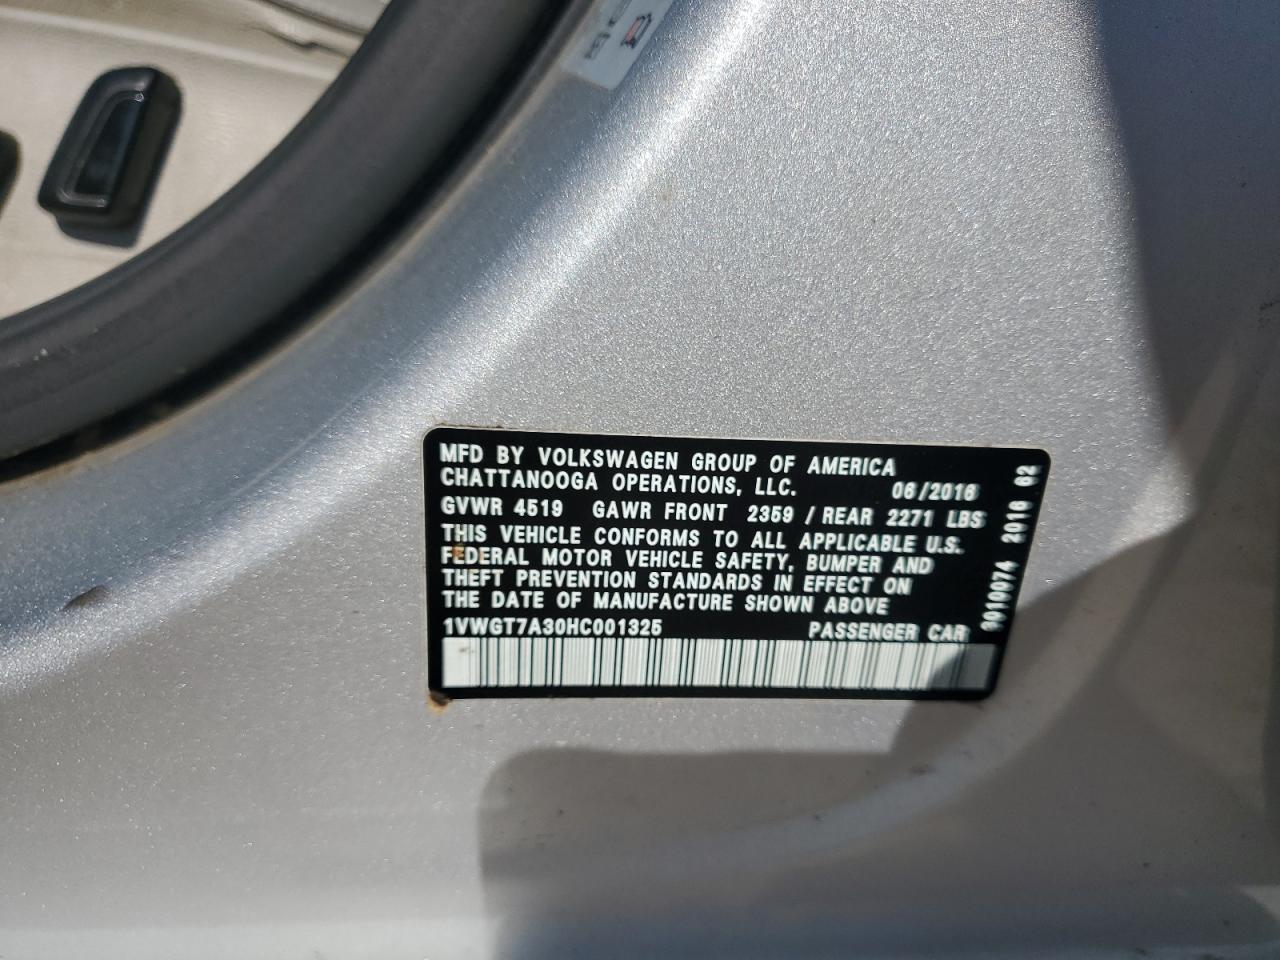 MFD BY VOLKSWAGEN GROUP OF AMERICA
CHATTANOOGA OPERATIONS, LLC. 06/2016
GVWR 4519 GAWR FRONT 2359 / REAR 2271 LBS
THIS VEHICLE CONFORMS TO ALL APPLICABLE U.S.
FEDERAL MOTOR VEHICLE SAFETY, BUMPER AND
THEFT PREVENTION STANDARDS IN EFFECT ON
THE DATE OF MANUFACTURE SHOWN ABOVE
1VWGT7A30HC001325 PASSENGER CAR
3010074 2016 02